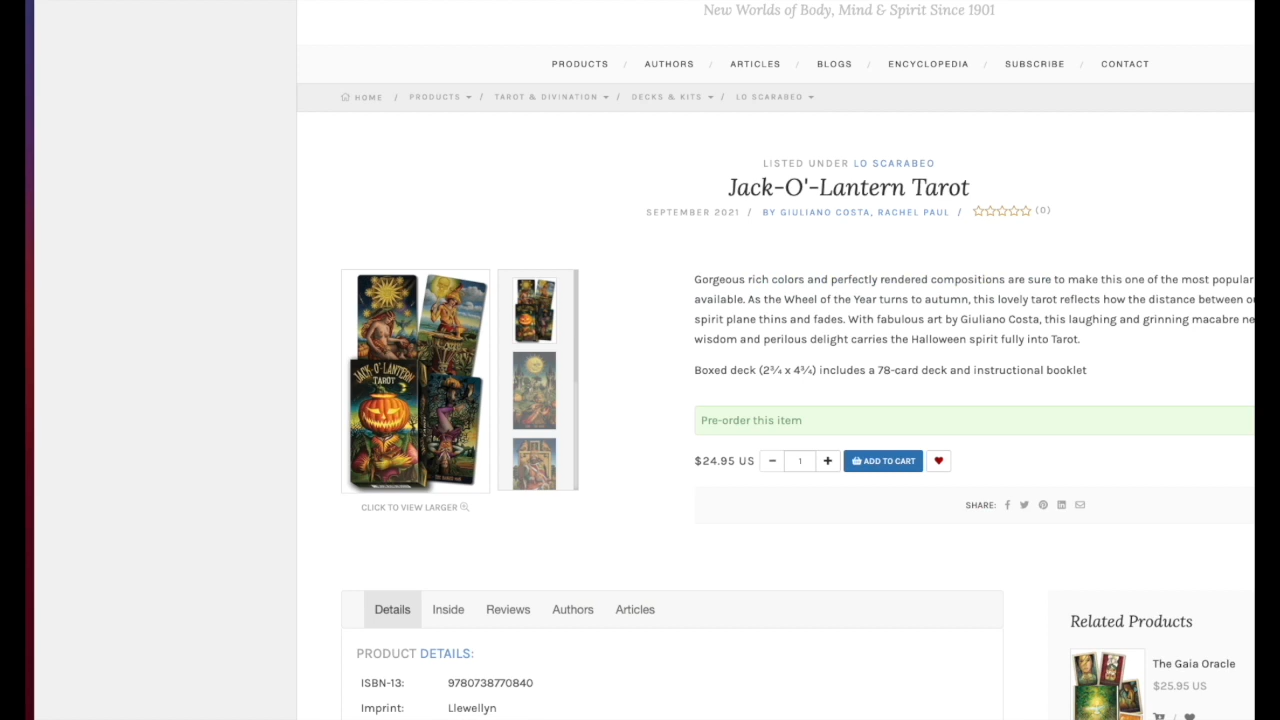 New Worlds of Body, Mind & Spirit Since 1901
PRODUCTS / AUTHORS / ARTICLES / BLOGS / ENCYCLOPEDIA / SUBSCRIBE / CONTACT
HOME / PRODUCTS / TAROT & DIVINATION / DECKS & KITS / LO SCARABEO
LISTED UNDER LO SCARABEO
Jack-O'-Lantern Tarot
SEPTEMBER 2021 / BY GIULIANO COSTA, RACHEL PAUL / (0)
JACK-O'-LANTERN
TAROT
CLICK TO VIEW LARGER
Gorgeous rich colors and perfectly rendered compositions are sure to make this one of the most popular
available. As the Wheel of the Year turns to autumn, this lovely tarot reflects how the distance between
spirit plane thins and fades. With fabulous art by Giuliano Costa, this laughing and grinning macabre
wisdom and perilous delight carries the Halloween spirit fully into Tarot.
Boxed deck (2¾ x 4¾) includes a 78-card deck and instructional booklet
Pre-order this item
$24.95 US − 1 + ADD TO CART
SHARE:
Details Inside Reviews Authors Articles
PRODUCT DETAILS:
ISBN-13: 9780738770840
Imprint: Llewellyn
Related Products
The Gaia Oracle
$25.95 US
/